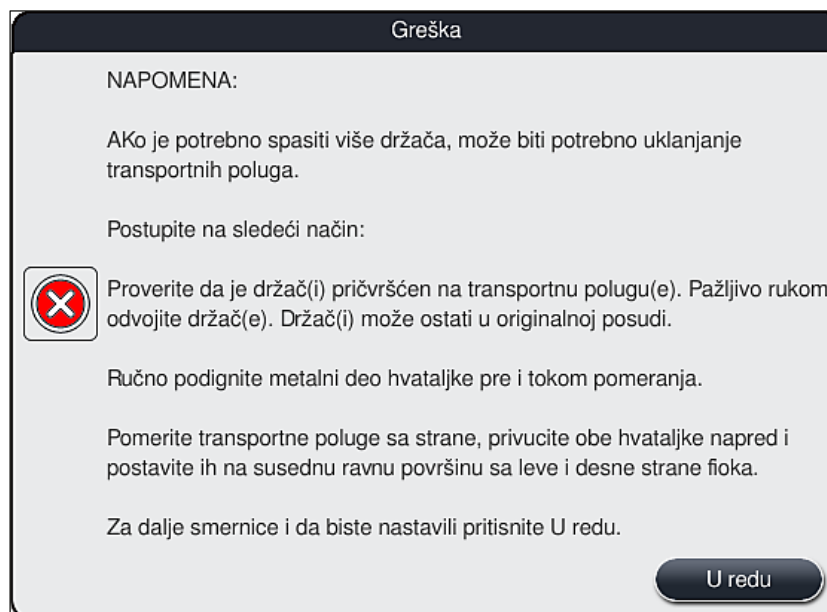 Greška
NAPOMENA:
AKo je potrebno spasiti više držača, može biti potrebno uklanjanje
transportnih poluga.
Postupite na sledeći način:
Proverite da je držač(i) pričvršćen na transportnu polugu(e). Pažljivo rukom
odvojite držač(e). Držač(i) može ostati u originalnoj posudi.
Ručno podignite metalni deo hvataljke pre i tokom pomeranja.
Pomerite transportne poluge sa strane, privucite obe hvataljke napred i
postavite ih na susednu ravnu površinu sa leve i desne strane fioka.
Za dalje smernice i da biste nastavili pritisnite U redu.
U redu